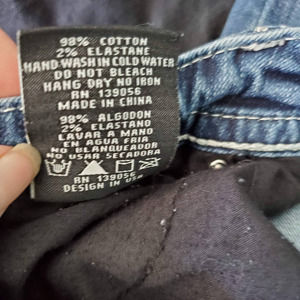 98% COTTON
2% ELASTANE
HAND WASH IN COLD WATER
DO NOT BLEACH
HANG DRY NO IRON
RN 139056
MADE IN CHINA
98% ALGODON
2% ELASTANO
LAVAR A MANO
EN AGUA FRIA
NO BLANQUEADOR
NO USAR SECADORA
RN 139056
DESIGN IN USA